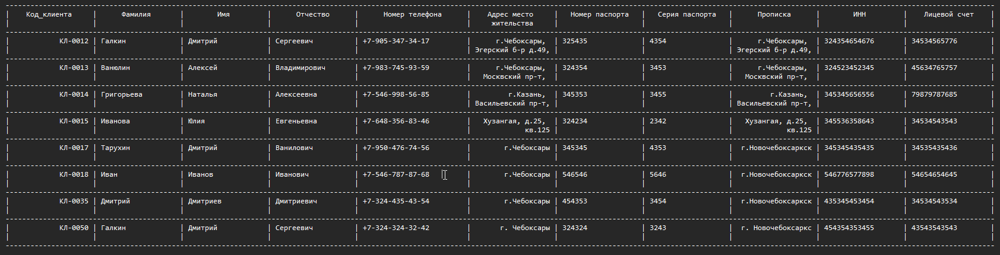 Код_клиента | Фамилия | Имя | Отчество | Номер телефона | Адрес место | Номер паспорта | Серия паспорта | Прописка | ИНН | Лицевой счет
жительства
КЛ-0012 | Галкин | Дмитрий | Сергеевич | +7-905-347-34-17 | г.Чебоксары, | 325435 | 4354 | г.Чебоксары, | 324354654676 | 34534565776
Эгерский б-р д.49, | Эгерский б-р д.49,
КЛ-0013 | Ванюлин | Алексей | Владимирович | +7-983-745-93-59 | г.Чебоксары, | 324354 | 3453 | г.Чебоксары, | 324523452345 | 45634765757
Москвский пр-т, | Москвский пр-т,
КЛ-0014 | Григорьева | Наталья | Алексеевна | +7-546-998-56-85 | г.Казань, | 345353 | 3455 | г.Казань, | 345345656556 | 79879787685
Васильевский пр-т, | Васильевский пр-т,
КЛ-0015 | Иванова | Юлия | Евгеньевна | +7-648-356-83-46 | Хузангая, д.25, | 324234 | 2342 | Хузангая, д.25, | 345536358643 | 34534543543
кв.125 | кв.125
КЛ-0017 | Тарухин | Дмитрий | Ванилович | +7-950-476-74-56 | г.Чебоксары | 345345 | 4353 | г.Новочебоксаркск | 345345435435 | 34535435436
КЛ-0018 | Иван | Иванов | Иванович | +7-546-787-87-68 | г.Чебоксары | 546546 | 5646 | г.Новочебоксаркск | 546776577898 | 54654654645
КЛ-0035 | Дмитрий | Дмитриев | Дмитриевич | +7-324-435-43-54 | г.Чебоксары | 454353 | 3454 | г.Новочебоксаркск | 435345453454 | 34534543534
КЛ-0050 | Галкин | Дмитрий | Сергеевич | +7-324-324-32-42 | г. Чебоксары | 324324 | 3243 | г. Новочебоксаркс | 454354353455 | 43543543543